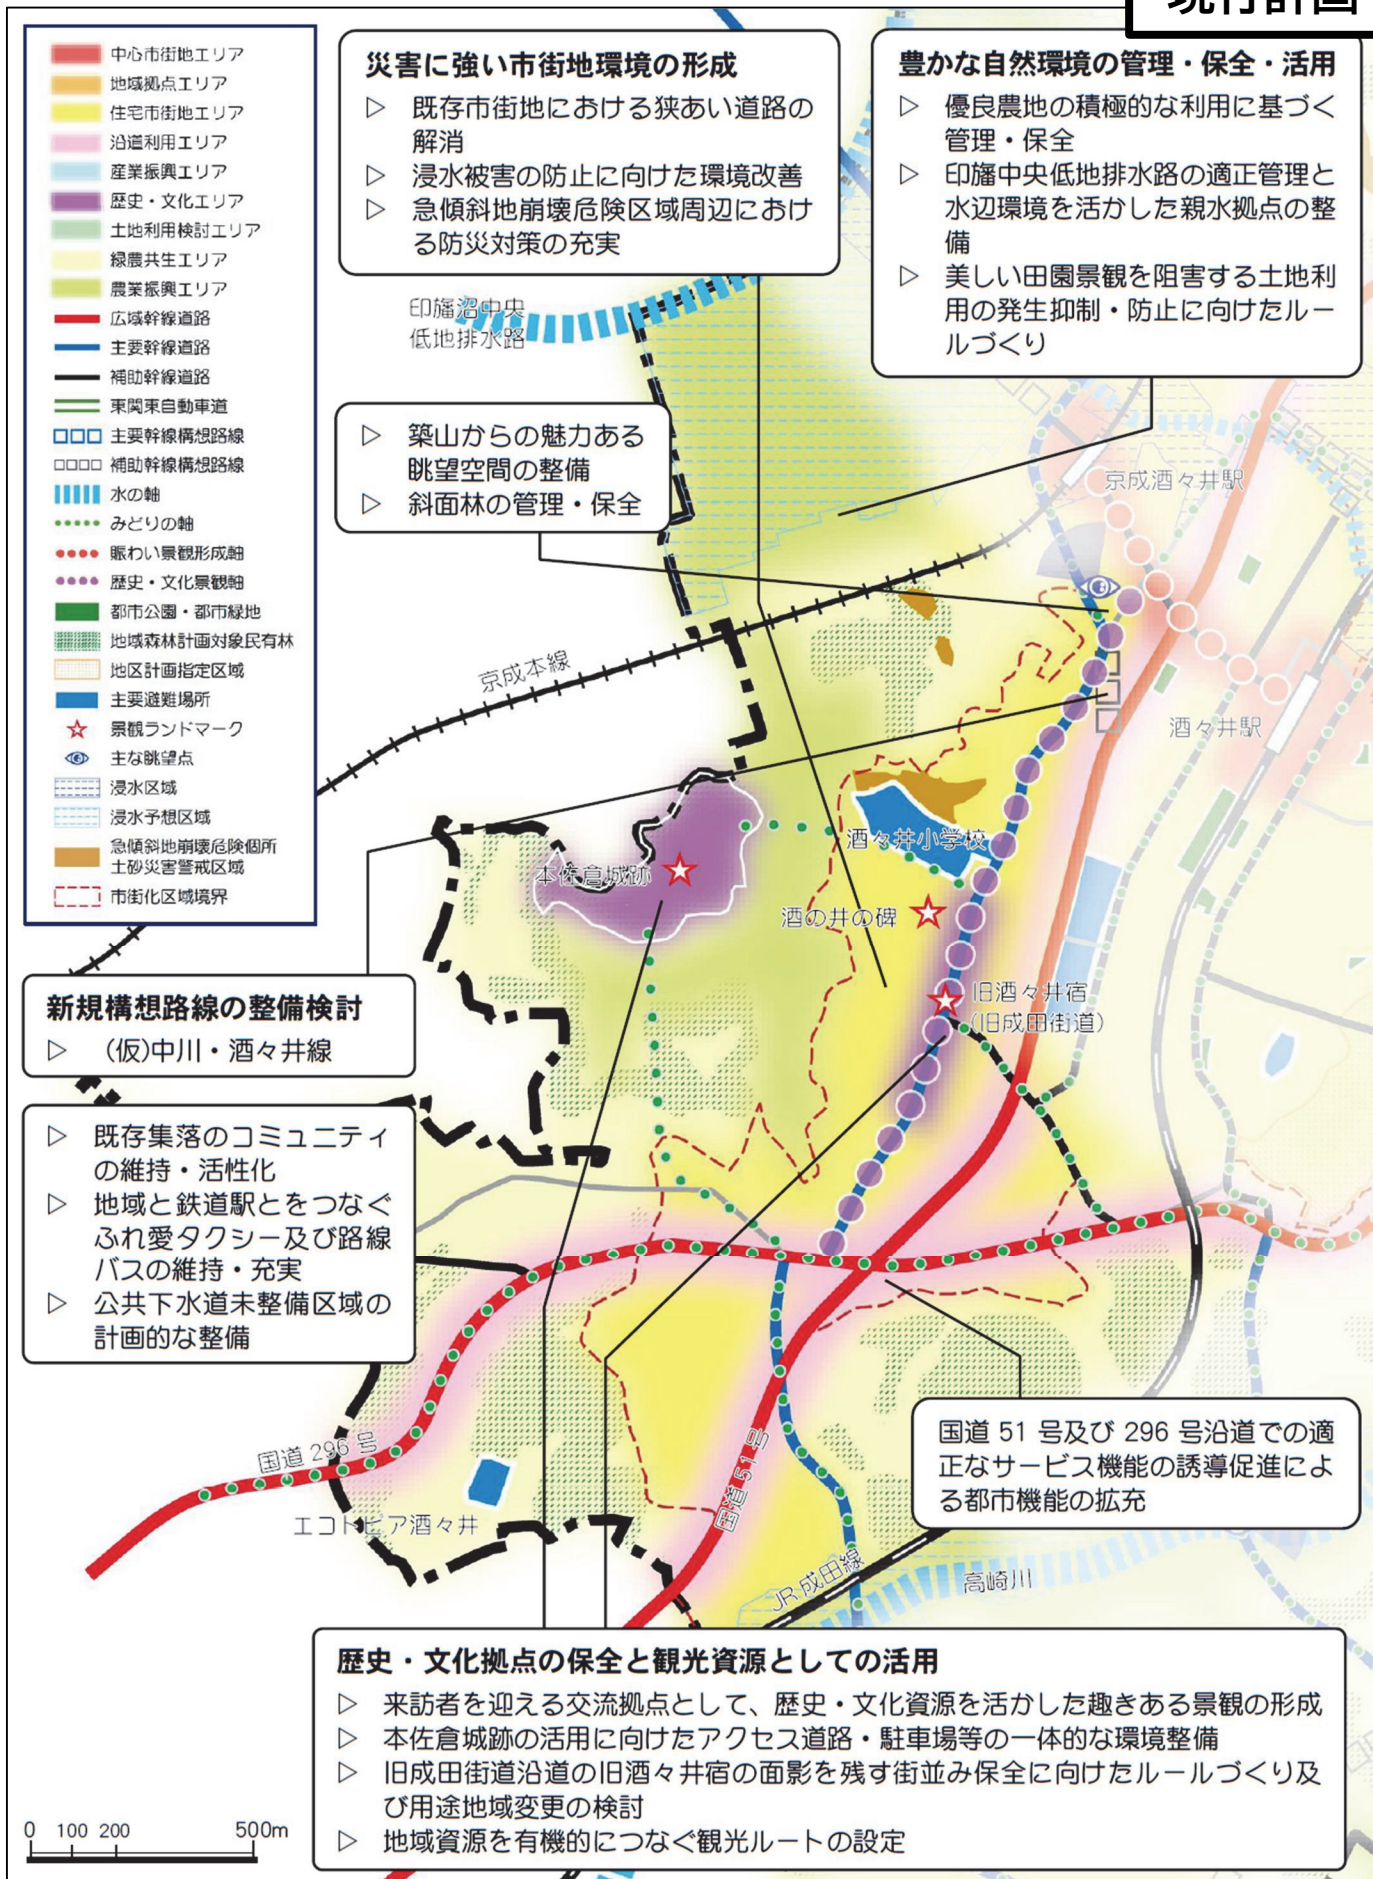 現行計画
中心市街地エリア
地域拠点エリア
住宅市街地エリア
沿道利用エリア
産業振興エリア
歴史・文化エリア
土地利用検討エリア
緑農共生エリア
農業振興エリア
広域幹線道路
主要幹線道路
補助幹線道路
東関東自動車道
主要幹線構想路線
補助幹線構想路線
水の軸
みどりの軸
賑わい景観形成軸
歴史・文化景観軸
都市公園・都市緑地
地域森林計画対象民有林
地区計画指定区域
主要避難場所
景観ランドマーク
主な眺望点
浸水区域
浸水予想区域
急傾斜地崩壊危険個所
土砂災害警戒区域
市街化区域境界
災害に強い市街地環境の形成
▷ 既存市街地における狭あい道路の
解消
▷ 浸水被害の防止に向けた環境改善
▷ 急傾斜地崩壊危険区域周辺におけ
る防災対策の充実
豊かな自然環境の管理・保全・活用
▷ 優良農地の積極的な利用に基づく
管理・保全
▷ 印旛中央低地排水路の適正管理と
水辺環境を活かした親水拠点の整
備
▷ 美しい田園景観を阻害する土地利
用の発生抑制・防止に向けたルー
ルづくり
印旛沼中央
低地排水路
▷ 築山からの魅力ある
眺望空間の整備
▷ 斜面林の管理・保全
京成酒々井駅
京成本線
酒々井駅
酒々井小学校
本佐倉城跡
酒の井の碑
旧酒々井宿
(旧成田街道)
新規構想路線の整備検討
▷ (仮)中川・酒々井線
▷ 既存集落のコミュニティ
の維持・活性化
▷ 地域と鉄道駅とをつなぐ
ふれ愛タクシー及び路線
バスの維持・充実
▷ 公共下水道未整備区域の
計画的な整備
国道 51 号及び 296 号沿道での適
正なサービス機能の誘導促進によ
る都市機能の拡充
国道 296 号
国道 51 号
エコトピア酒々井
JR 成田線
高崎川
歴史・文化拠点の保全と観光資源としての活用
▷ 来訪者を迎える交流拠点として、歴史・文化資源を活かした趣きある景観の形成
▷ 本佐倉城跡の活用に向けたアクセス道路・駐車場等の一体的な環境整備
▷ 旧成田街道沿道の旧酒々井宿の面影を残す街並み保全に向けたルールづくり及
び用途地域変更の検討
▷ 地域資源を有機的につなぐ観光ルートの設定
0 100 200 500m